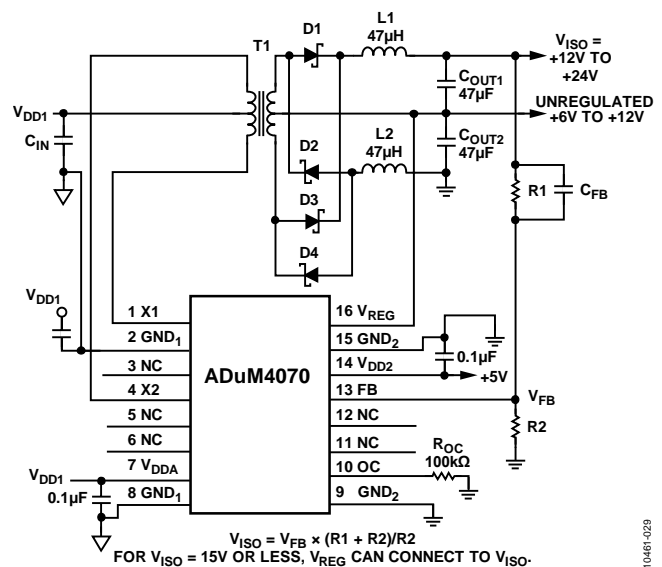 T1
D1
L1
47µH
V_ISO =
+12V TO
+24V
C_OUT1
47µF
V_DD1
UNREGULATED
+6V TO +12V
C_IN
D2
L2
47µH
C_OUT2
47µF
R1
C_FB
D3
D4
V_DD1
1 X1
2 GND₁
3 NC
4 X2
5 NC
6 NC
7 V_DDA
8 GND₁
ADuM4070
16 V_REG
15 GND₂
14 V_DD2
13 FB
12 NC
11 NC
10 OC
9 GND₂
0.1µF
+5V
V_FB
R2
R_OC
100kΩ
V_DD1
0.1µF
V_ISO = V_FB × (R1 + R2)/R2
FOR V_ISO = 15V OR LESS, V_REG CAN CONNECT TO V_ISO.
10461-029